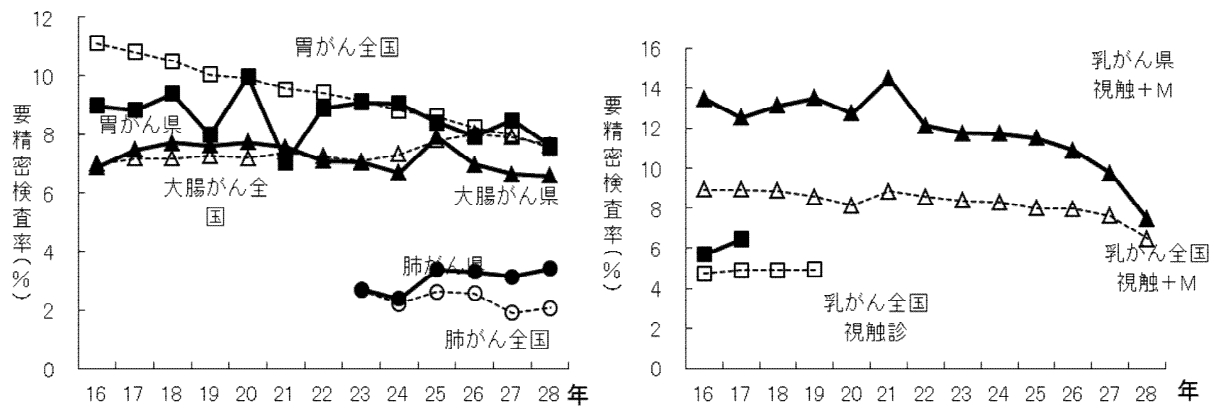 要精密検査率(%)
12
10
8
6
4
2
0
胃がん全国
胃がん県
大腸がん全
国
大腸がん県
肺がん県
肺がん全国
16 17 18 19 20 21 22 23 24 25 26 27 28 年
要精密検査率(%)
16
14
12
10
8
6
4
2
0
乳がん県
視触+M
乳がん全国
視触+M
乳がん全国
視触診
16 17 18 19 20 21 22 23 24 25 26 27 28 年